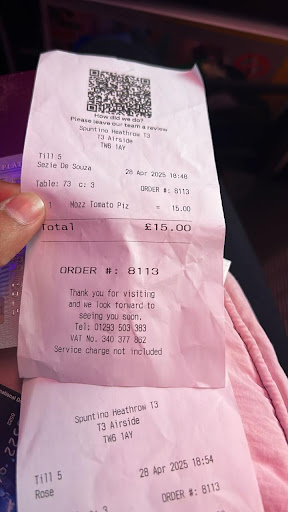 How did we do?
Please leave our team a review
Spuntino Heathrow T3
T3 Airside
TW6 1AY
Till 5
Sezie De Souza
28 Apr 2025 18:48
Table: 73 c: 3
ORDER #: 8113
1 Mozz Tomato Piz = 15.00
Total £15.00
ORDER #: 8113
Thank you for visiting
and we look forward to
seeing you soon.
Tel: 01293 503 383
VAT No. 340 377 862
Service charge not included
Spuntino Heathrow T3
T3 Airside
TW6 1AY
Till 5
28 Apr 2025 18:54
Rose
ORDER #: 8113